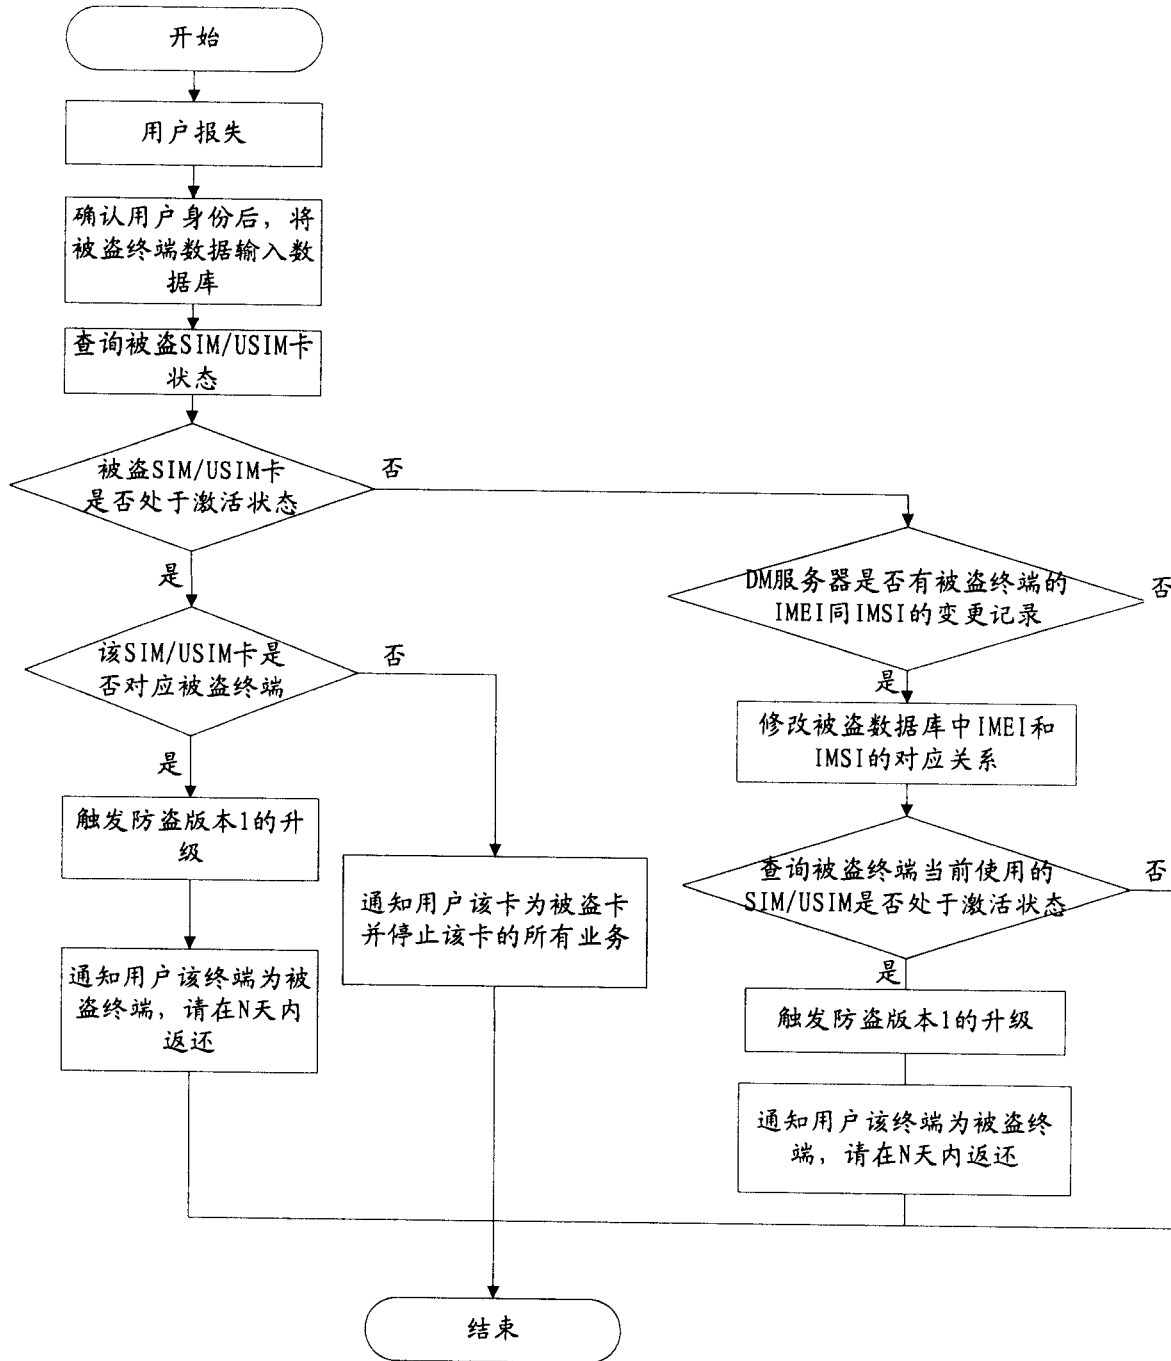 开始
用户报失
确认用户身份后，将
被盗终端数据输入数
据库
查询被盗SIM/USIM卡
状态
被盗SIM/USIM卡
是否处于激活状态
否
是
DM服务器是否有被盗终端的
IMEI同IMSI的变更记录
否
是
该SIM/USIM卡是
否对应被盗终端
否
是
修改被盗数据库中IMEI和
IMSI的对应关系
触发防盗版本1的升
级
通知用户该卡为被盗卡
并停止该卡的所有业务
查询被盗终端当前使用的
SIM/USIM是否处于激活状态
否
是
通知用户该终端为被
盗终端，请在N天内
返还
触发防盗版本1的升级
通知用户该终端为被盗终
端，请在N天内返还
结束